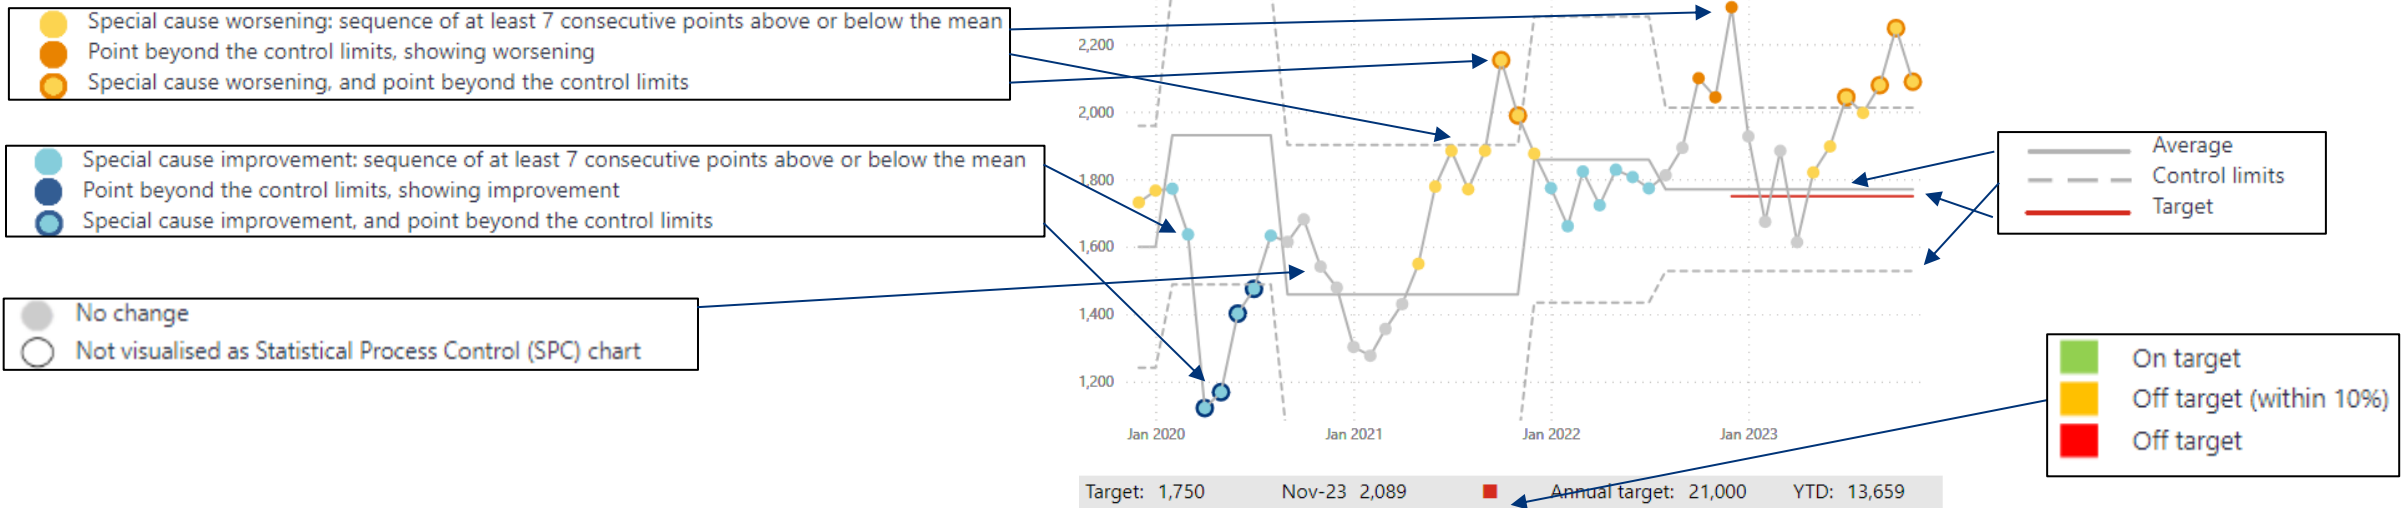 Special cause worsening: sequence of at least 7 consecutive points above or below the mean
Point beyond the control limits, showing worsening
Special cause worsening, and point beyond the control limits
Special cause improvement: sequence of at least 7 consecutive points above or below the mean
Point beyond the control limits, showing improvement
Special cause improvement, and point beyond the control limits
No change
Not visualised as Statistical Process Control (SPC) chart
2,200
2,000
1,800
1,600
1,400
1,200
Jan 2020 Jan 2021 Jan 2022 Jan 2023
Target: 1,750 Nov-23 2,089 Annual target: 21,000 YTD: 13,659
Average
Control limits
Target
On target
Off target (within 10%)
Off target